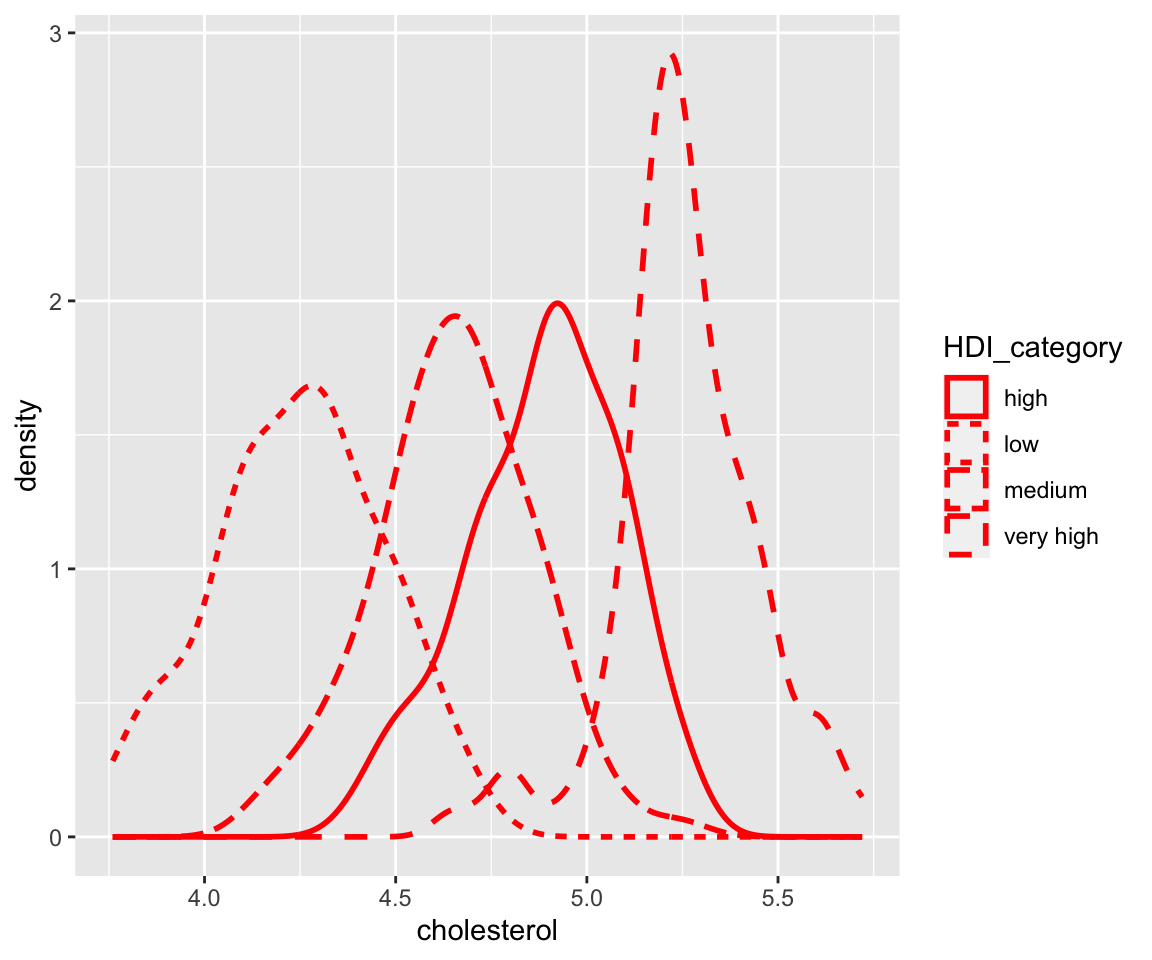 3
2
1
0
density
4.0 4.5 5.0 5.5
cholesterol
HDI_category
high
low
medium
very high